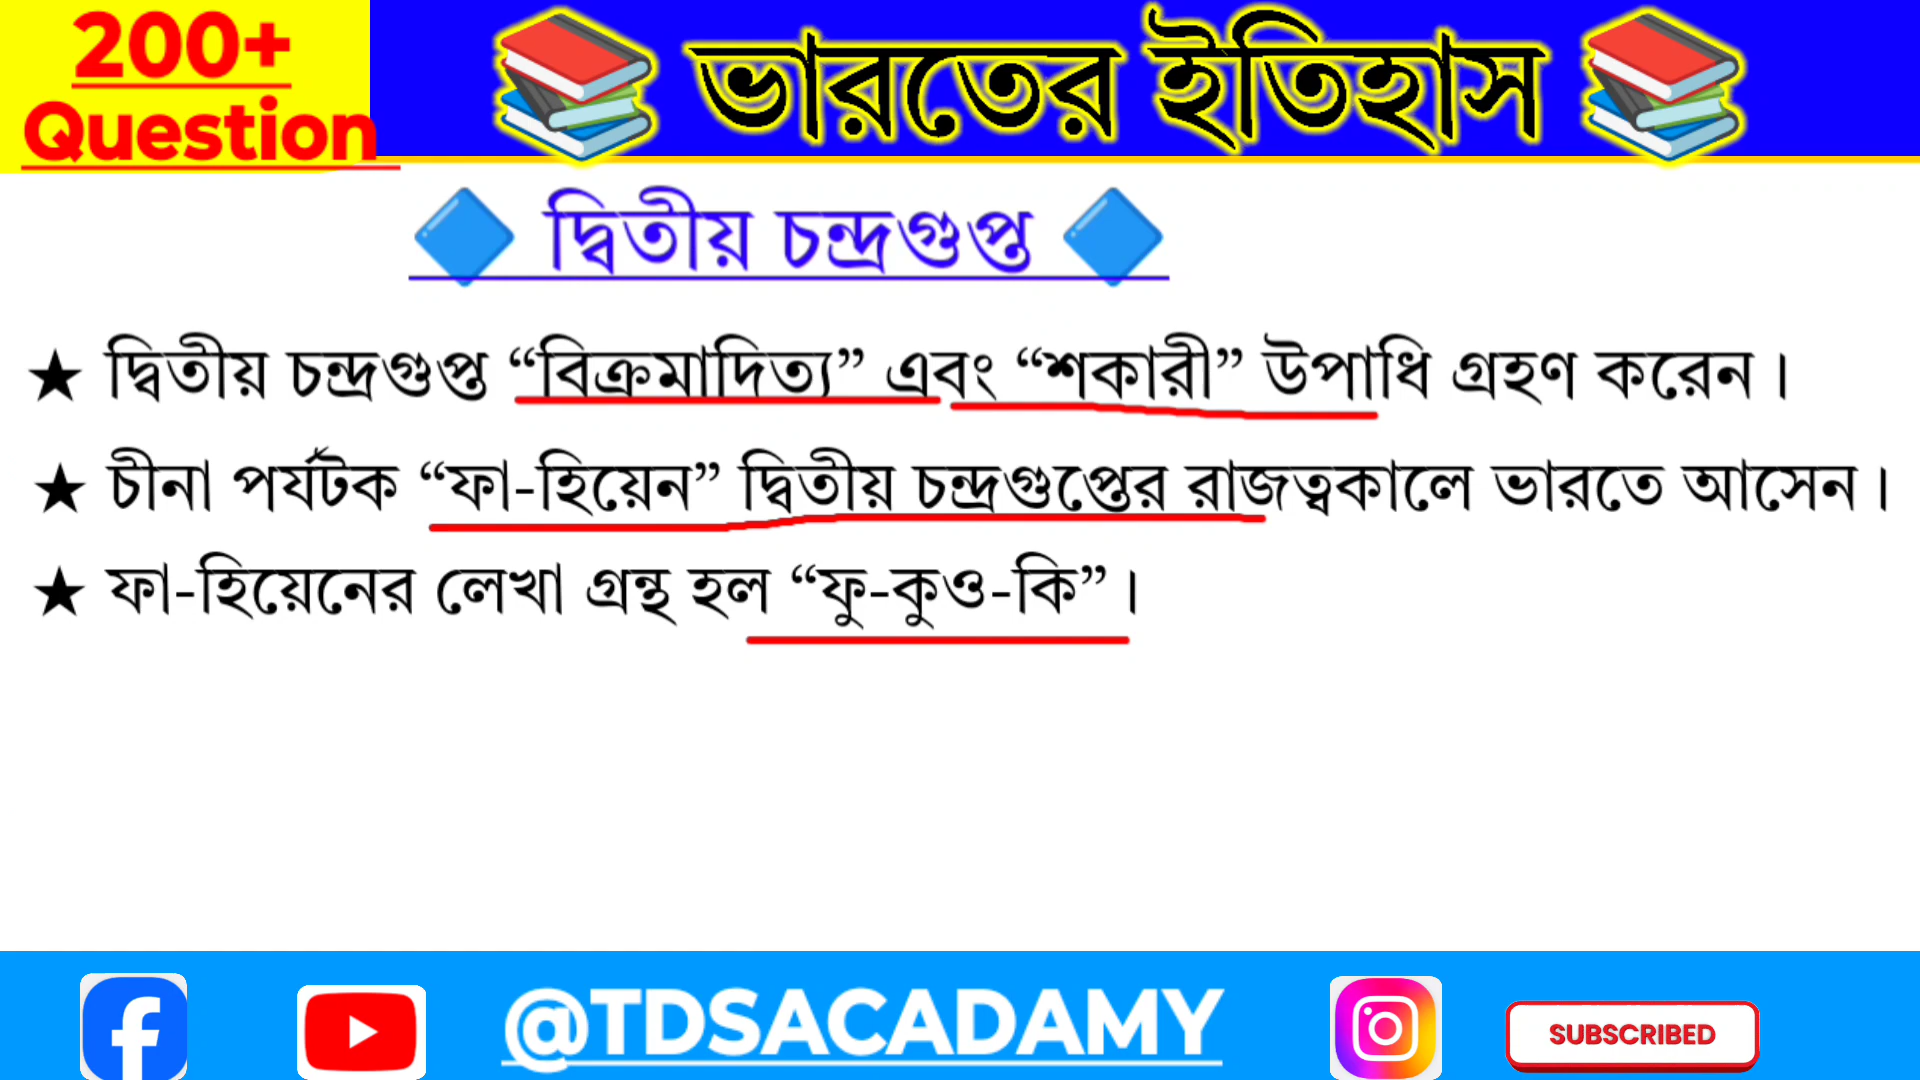 200+
Question
ভারতের ইতিহাস
দ্বিতীয় চন্দ্রগুপ্ত
★ দ্বিতীয় চন্দ্রগুপ্ত “বিক্রমাদিত্য” এবং “শকারী” উপাধি গ্রহণ করেন।
★ চীনা পর্যটক “ফা-হিয়েন” দ্বিতীয় চন্দ্রগুপ্তের রাজত্বকালে ভারতে আসেন।
★ ফা-হিয়েনের লেখা গ্রন্থ হল “ফু-কুও-কি”।
@TDSACADAMY
SUBSCRIBED